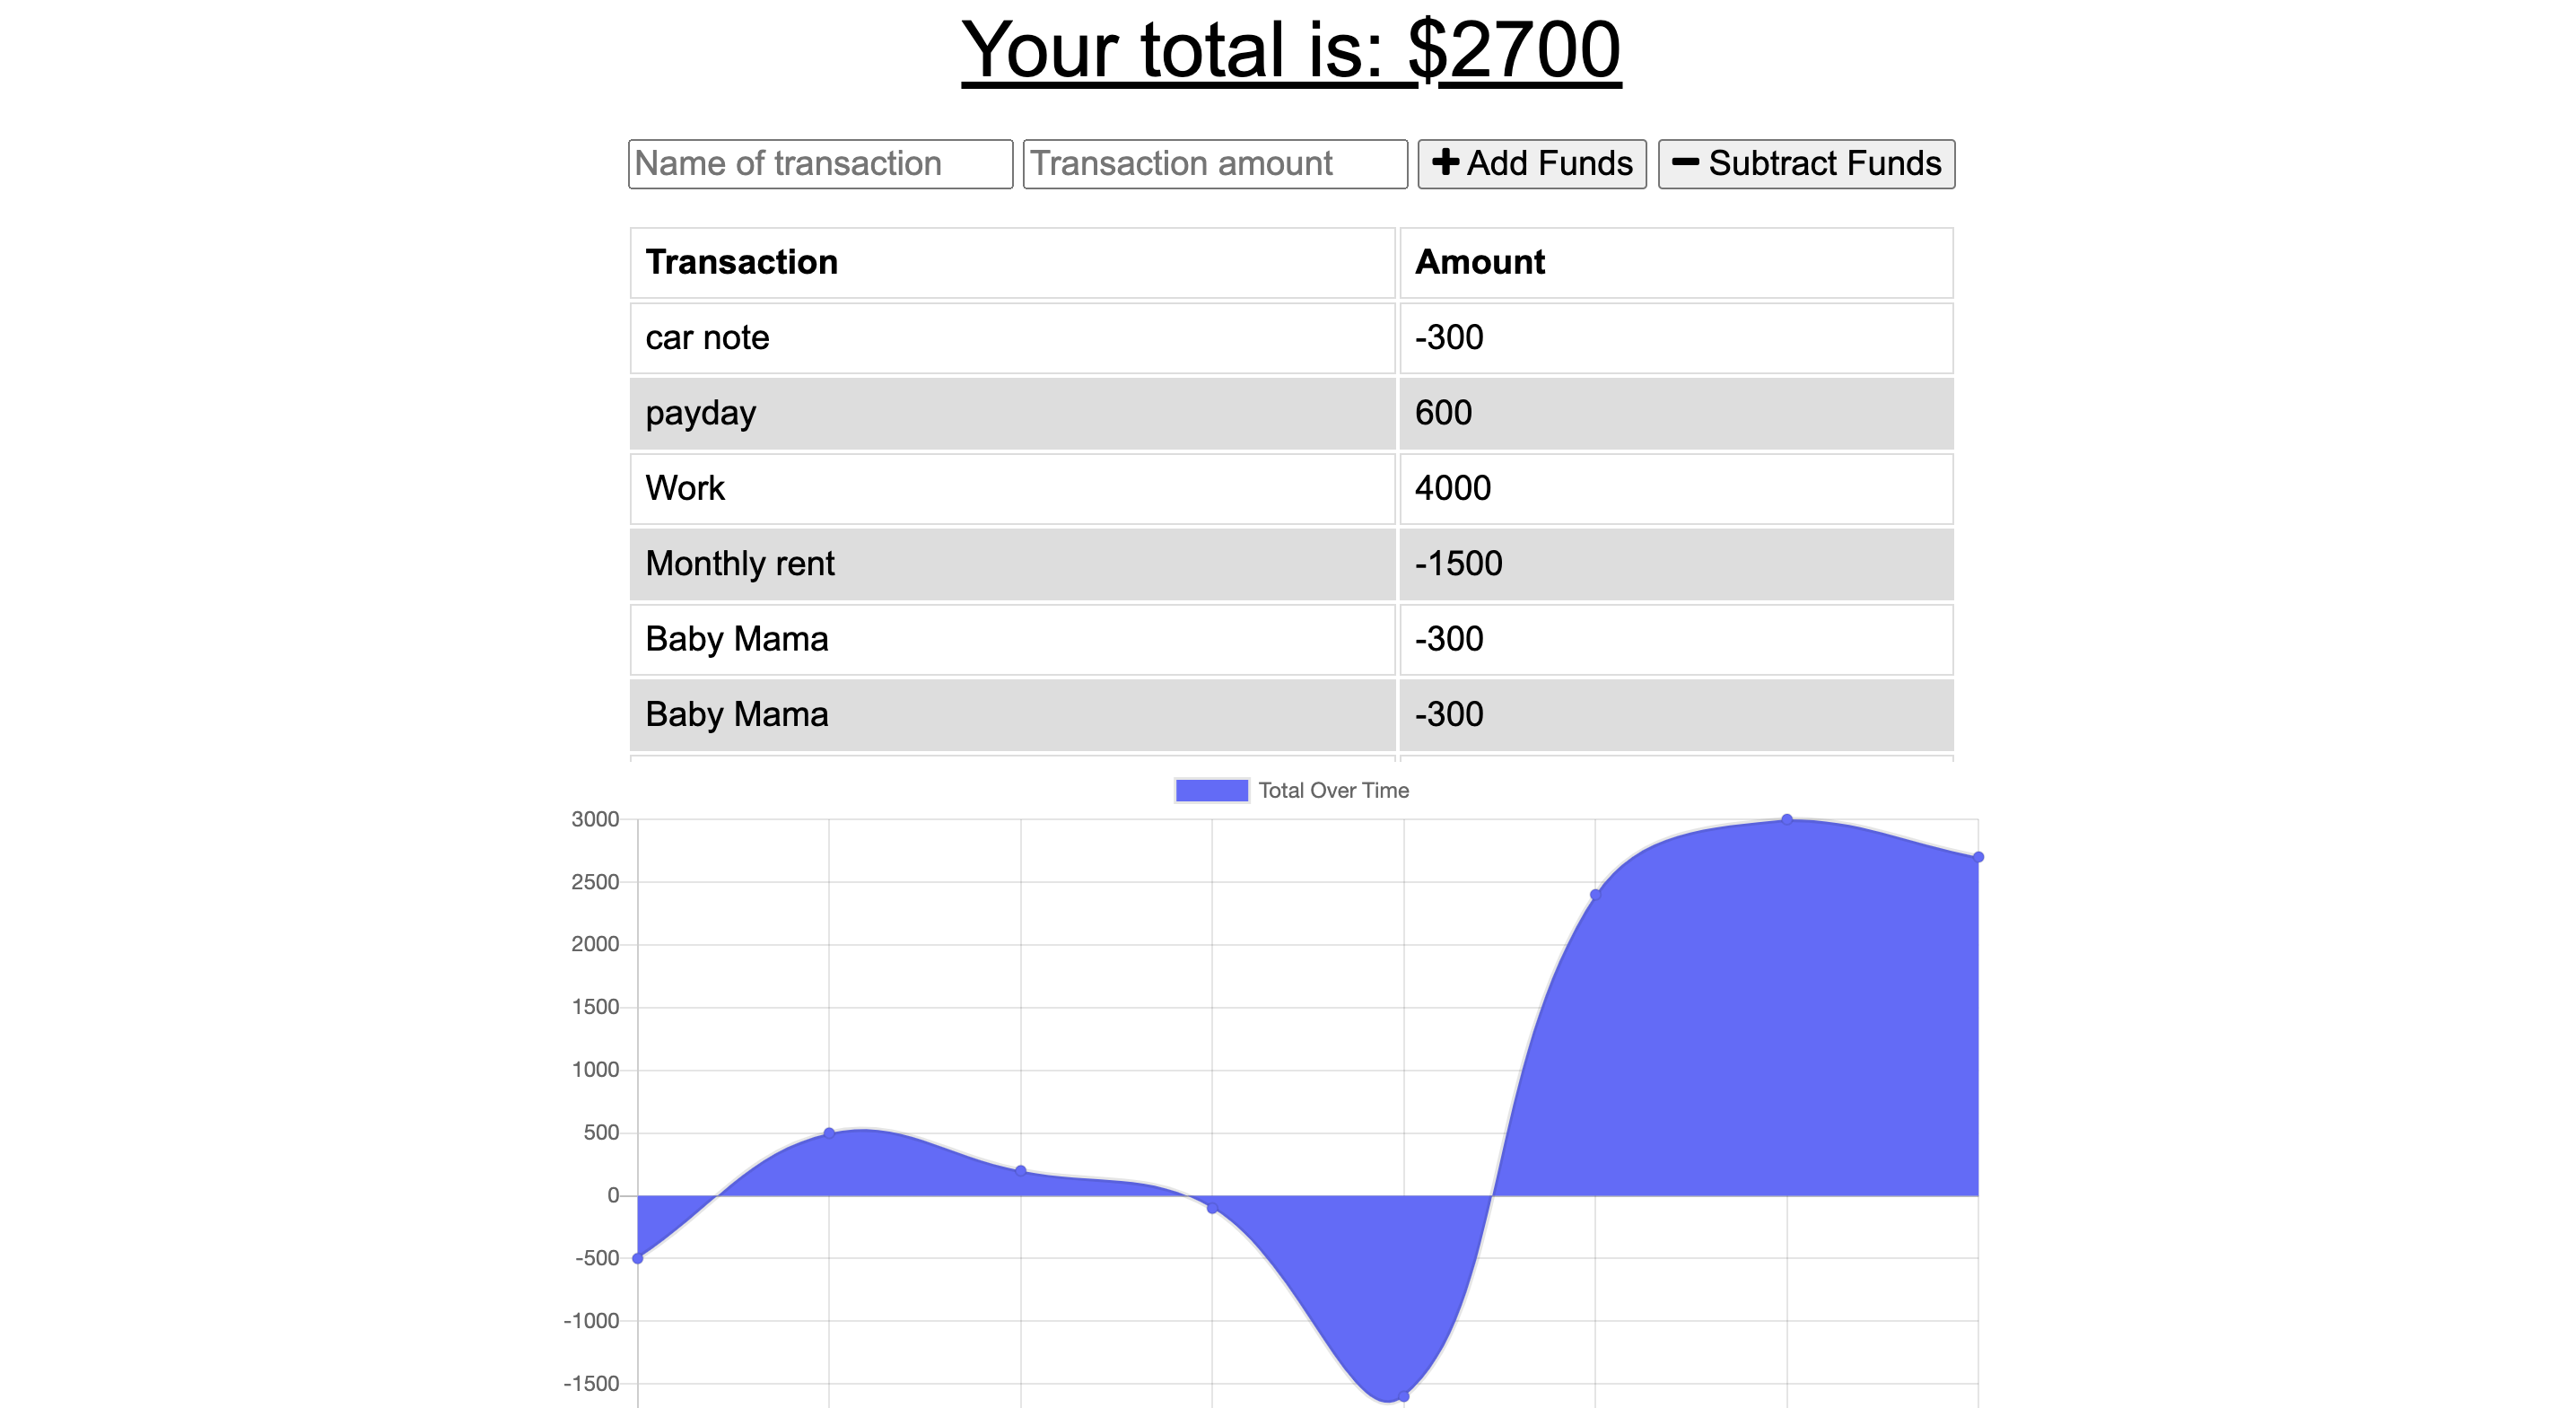 Your total is: $2700
Name of transaction Transaction amount Add Funds Subtract Funds
Transaction Amount
car note -300
payday 600
Work 4000
Monthly rent -1500
Baby Mama -300
Baby Mama -300
Total Over Time
3000
2500
2000
1500
1000
500
0
-500
-1000
-1500